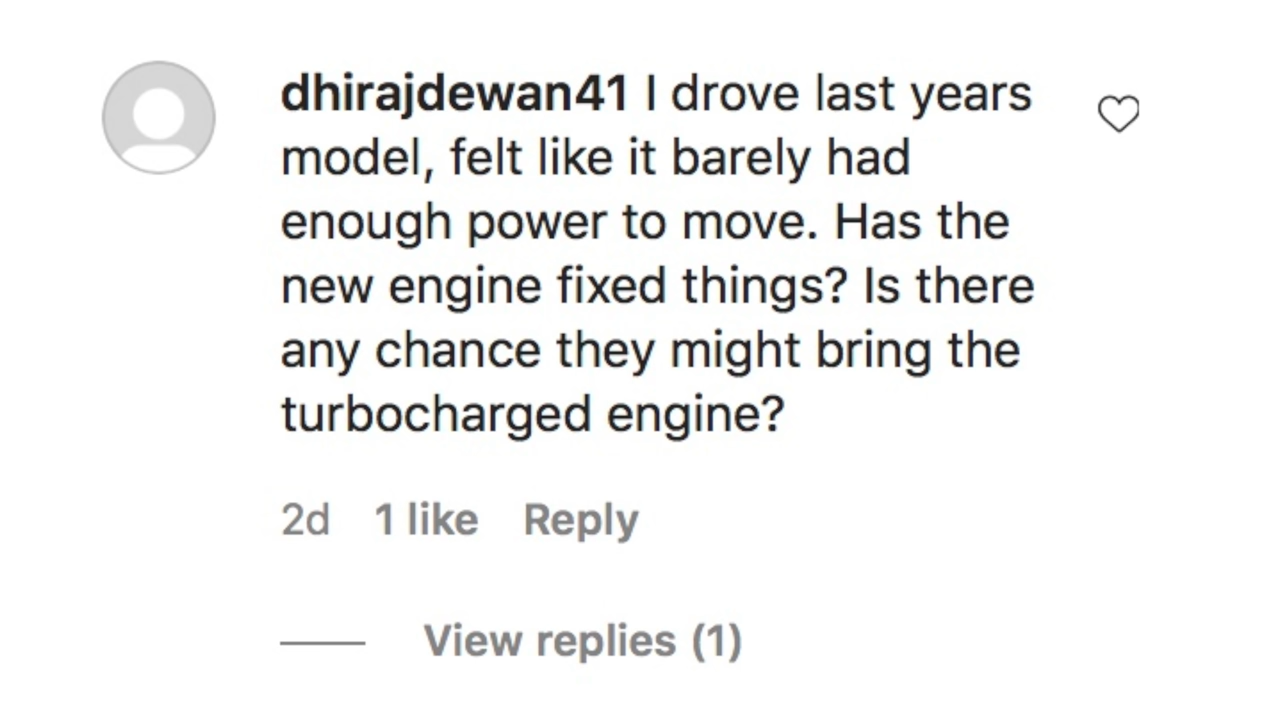 dhirajdewan41 I drove last years
model, felt like it barely had
enough power to move. Has the
new engine fixed things? Is there
any chance they might bring the
turbocharged engine?
2d 1 like Reply
View replies (1)